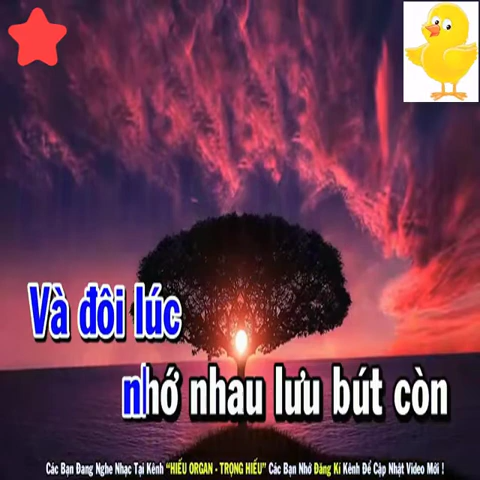 Và đôi lúc
nhớ nhau lưu bút còn
Các Bạn Đang Nghe Nhạc Tại Kênh "HIẾU ORGAN - TRỌNG HIẾU" Các Bạn Nhớ Đăng Kí Kênh Để Cập Nhật Video Mới !